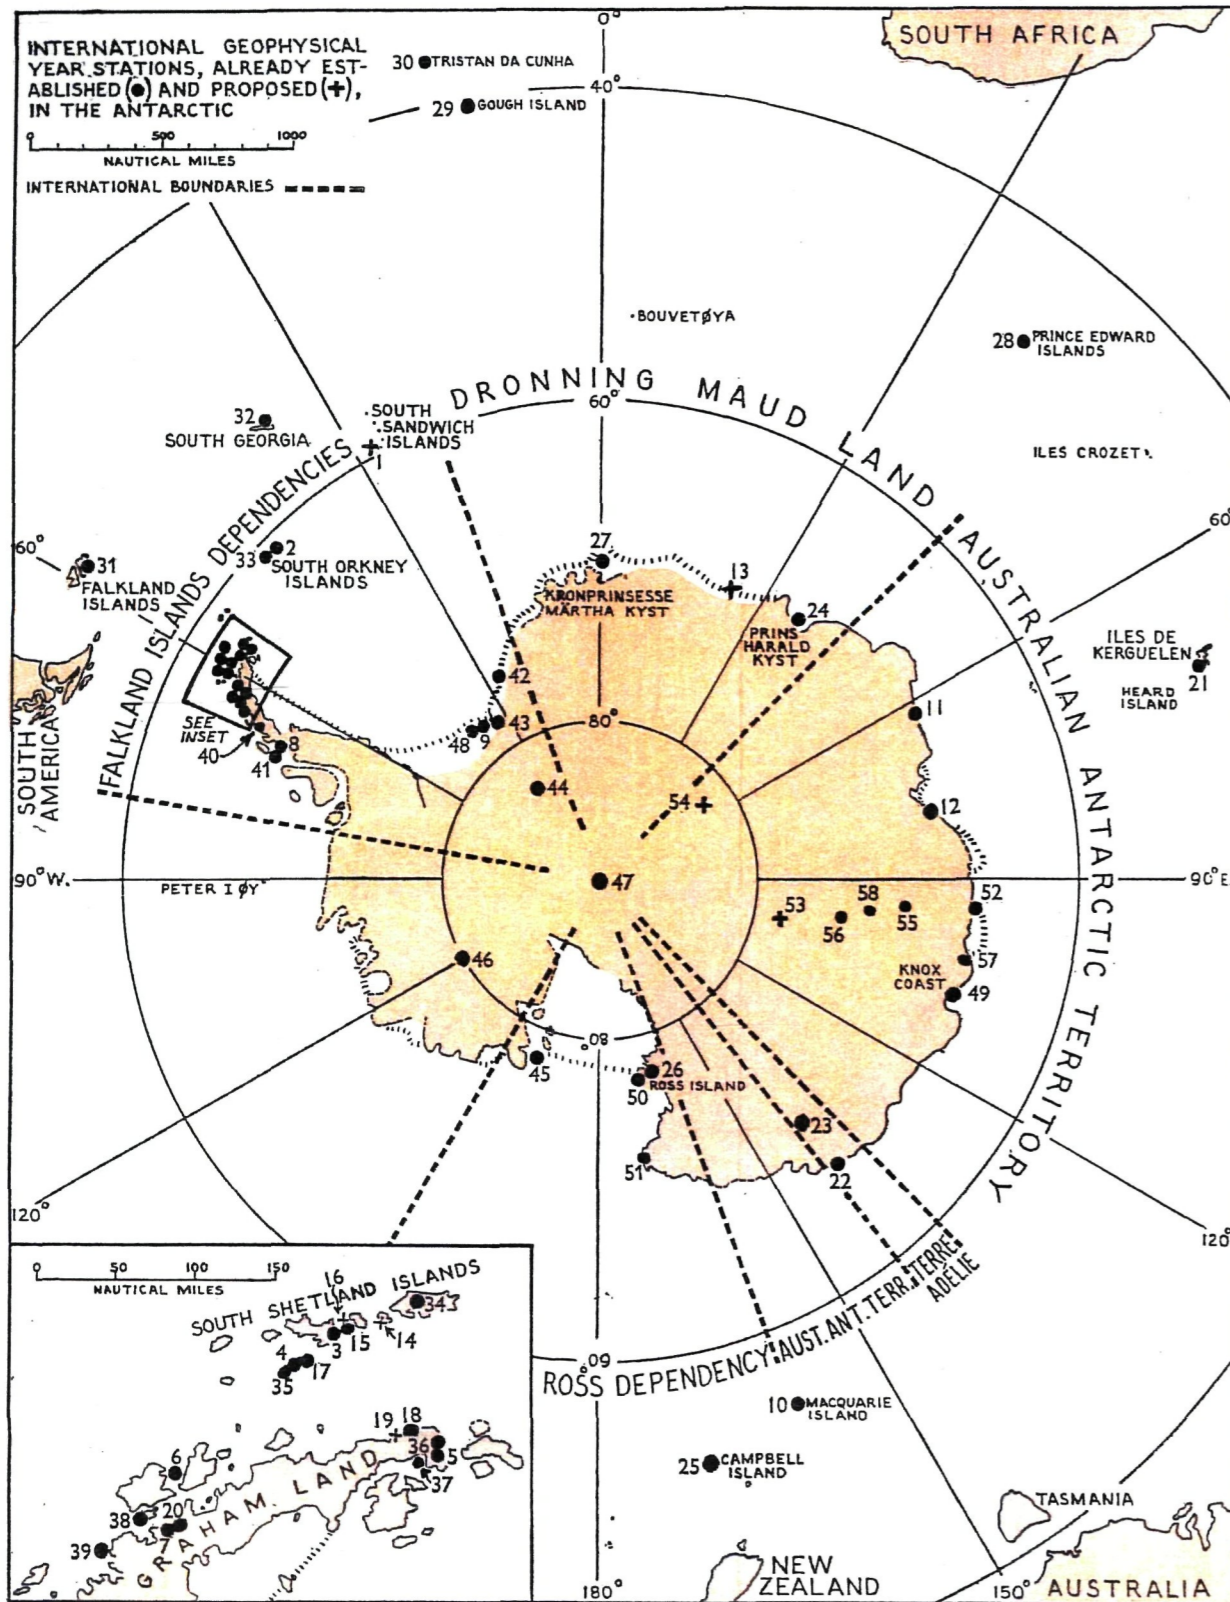 INTERNATIONAL GEOPHYSICAL
YEAR STATIONS, ALREADY EST-
ABLISHED (●) AND PROPOSED (+),
IN THE ANTARCTIC
0 500 1000
NAUTICAL MILES
INTERNATIONAL BOUNDARIES
0°
SOUTH AFRICA
30 TRISTAN DA CUNHA
40°
29 GOUGH ISLAND
BOUVETØYA
28 PRINCE EDWARD
ISLANDS
DRONNING MAUD LAND
60°
32
SOUTH GEORGIA
SOUTH
SANDWICH
ISLANDS
1
ILES CROZET
60°
60°
31
FALKLAND
ISLANDS
FALKLAND ISLANDS DEPENDENCIES
2
33
SOUTH ORKNEY
ISLANDS
27
KRONPRINSESSE
MÄRTHA KYST
13
24
PRINS
HARALD
KYST
AUSTRALIAN ANTARCTIC TERRITORY
ILES DE
KERGUELEN
21
HEARD
ISLAND
SOUTH
AMERICA
SEE
INSET
40
8
41
42
43
48
9
80°
11
12
44
54
90°W.
PETER I ØY
47
90°E
53
56
58
55
52
57
KNOX
COAST
49
46
80°
45
26
50
ROSS ISLAND
23
51
22
120°
120°
0 50 100 150
NAUTICAL MILES
SOUTH SHETLAND ISLANDS
16
34
3
15
14
4
17
35
19
18
36
5
37
6
38
20
7
39
GRAHAM LAND
60°
ROSS DEPENDENCY
AUST. ANT. TERR.
TERRE
ADÉLIE
10 MACQUARIE
ISLAND
25 CAMPBELL
ISLAND
TASMANIA
NEW
ZEALAND
180°
150°
AUSTRALIA